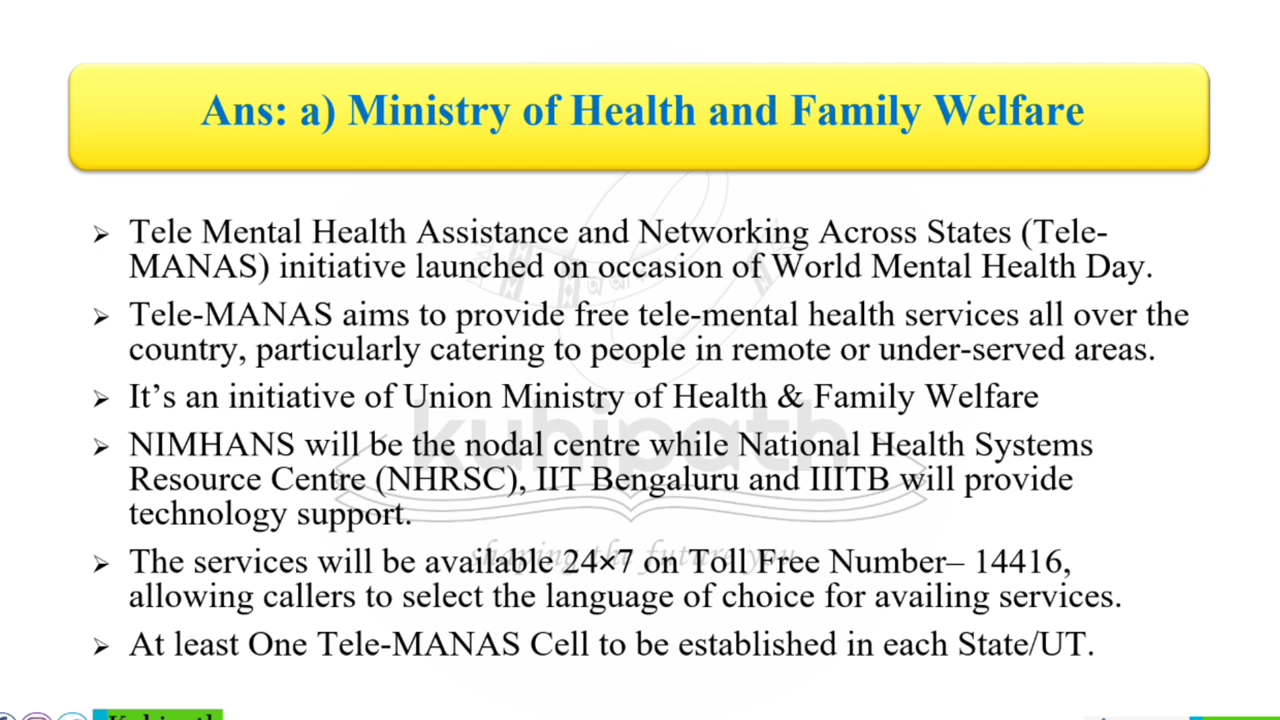 Ans: a) Ministry of Health and Family Welfare
➢ Tele Mental Health Assistance and Networking Across States (Tele-
MANAS) initiative launched on occasion of World Mental Health Day.
➢ Tele-MANAS aims to provide free tele-mental health services all over the
country, particularly catering to people in remote or under-served areas.
➢ It’s an initiative of Union Ministry of Health & Family Welfare
➢ NIMHANS will be the nodal centre while National Health Systems
Resource Centre (NHRSC), IIT Bengaluru and IIITB will provide
technology support.
➢ The services will be available 24×7 on Toll Free Number– 14416,
allowing callers to select the language of choice for availing services.
➢ At least One Tele-MANAS Cell to be established in each State/UT.
kuhipath
shaping the future you